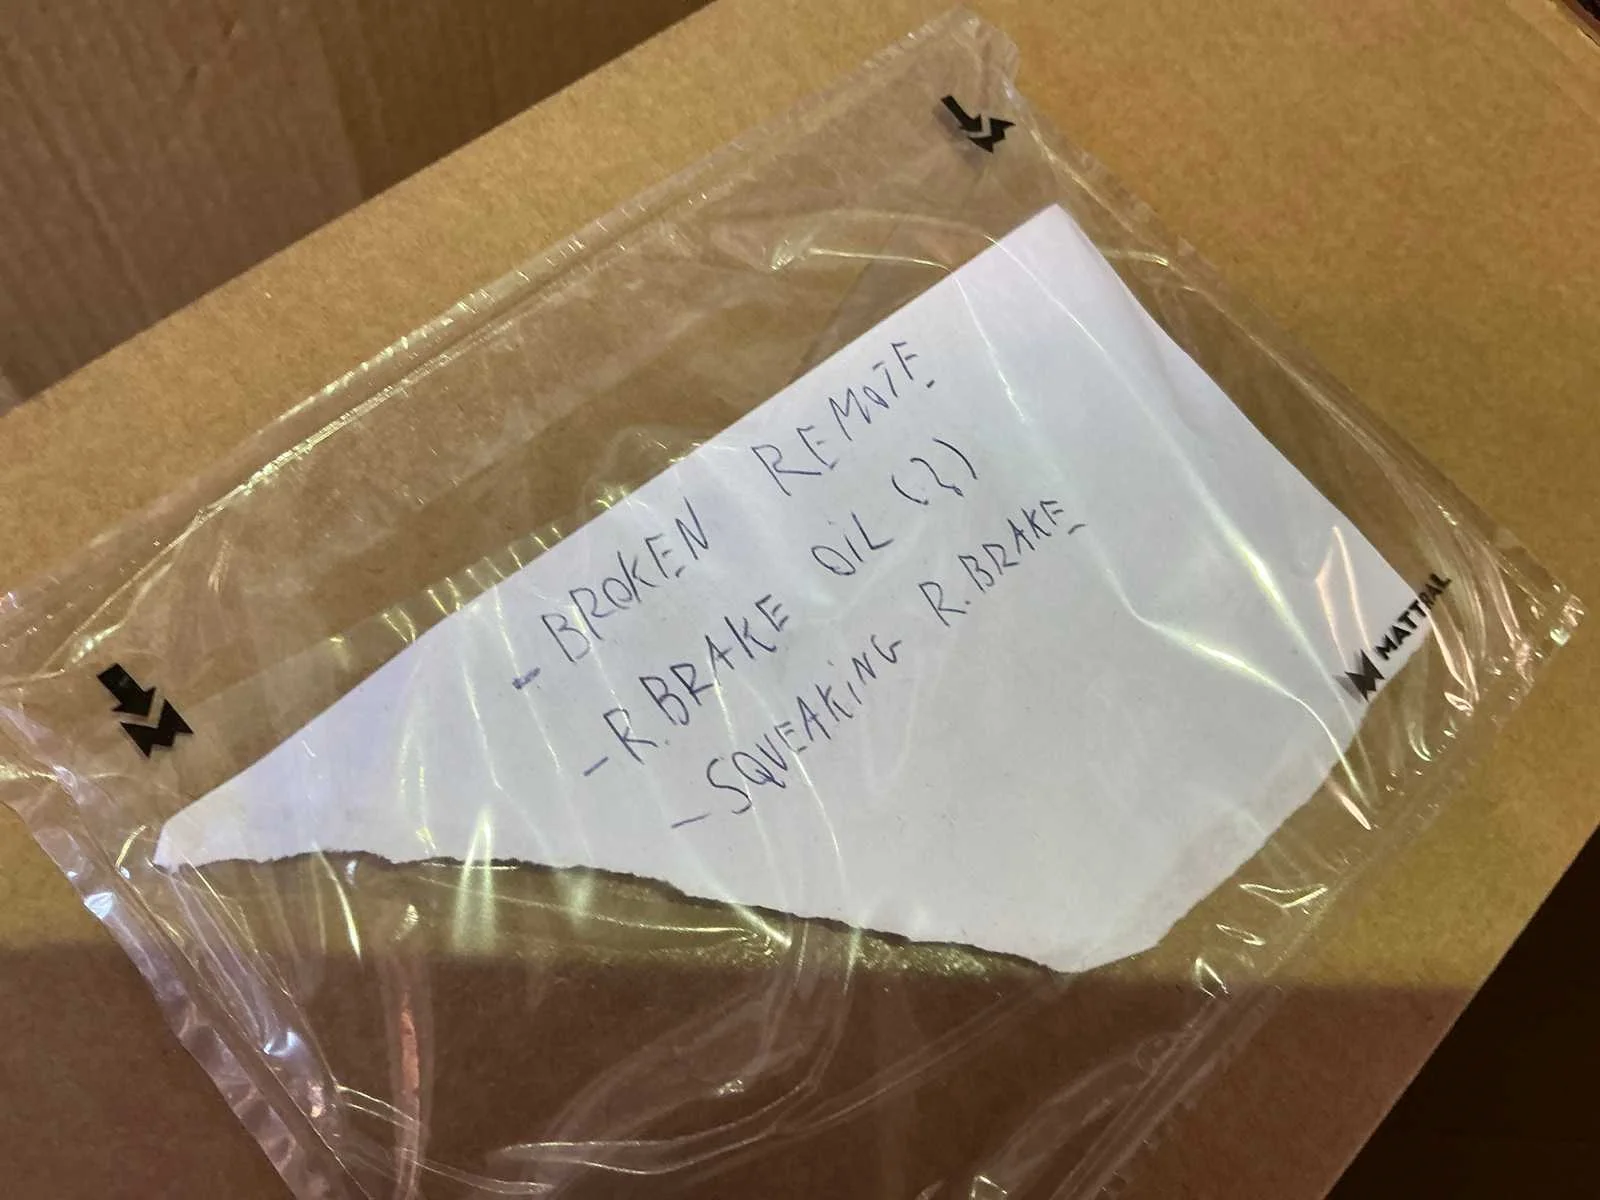 - BROKEN REMOTE
- R. BRAKE OIL (?)
- SQUEAKING R. BRAKE
MATTRAL